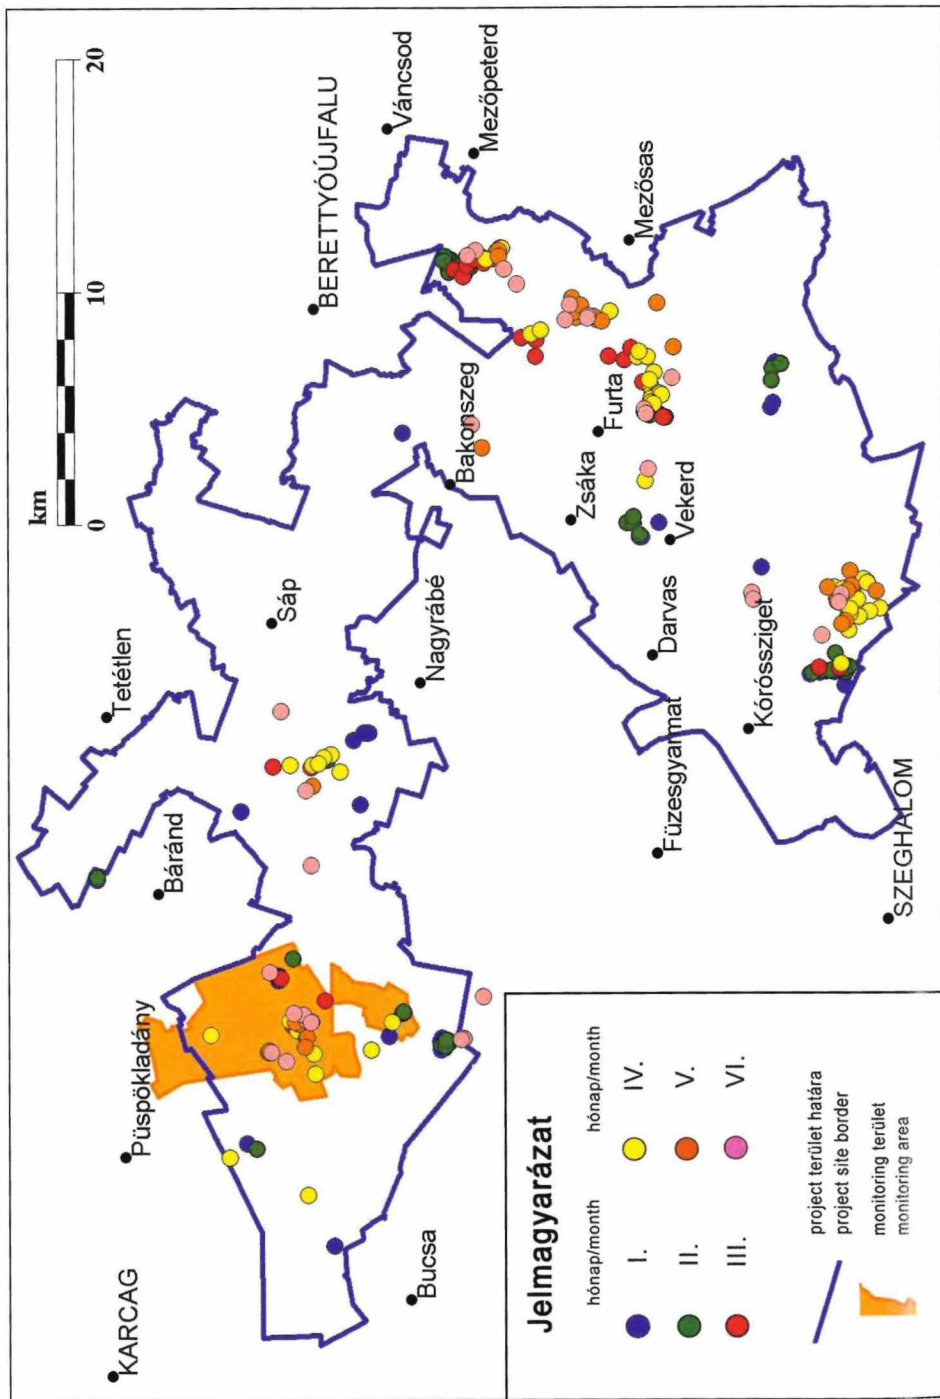 km
0
10
20
KARCAG
Püspökladány
Báránd
Tetétlen
Sáp
BERETTYÓÚJFALU
Váncsod
Mezőpeterd
Bucsa
Nagyrábé
Bakonszeg
Zsáka
Furta
Mezősas
Vekerd
Darvas
Füzesgyarmat
Kórössziget
SZEGHALOM
Jelmagyarázat
hónap/month
hónap/month
I.
IV.
II.
V.
III.
VI.
project terület határa
project site border
monitoring terület
monitoring area